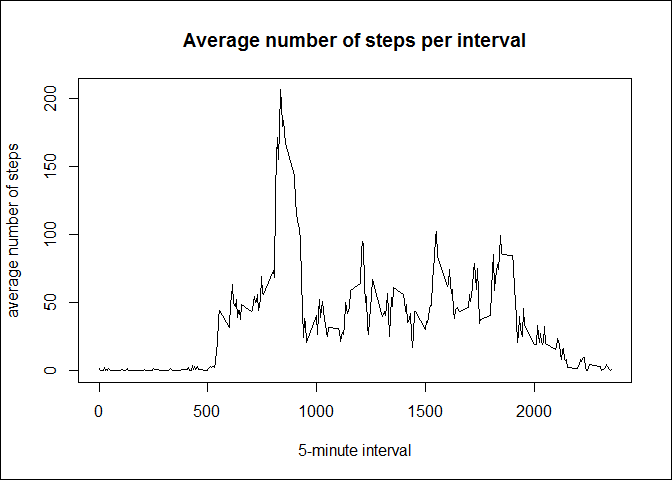 Average number of steps per interval
average number of steps
200
150
100
50
0
0 500 1000 1500 2000
5-minute interval